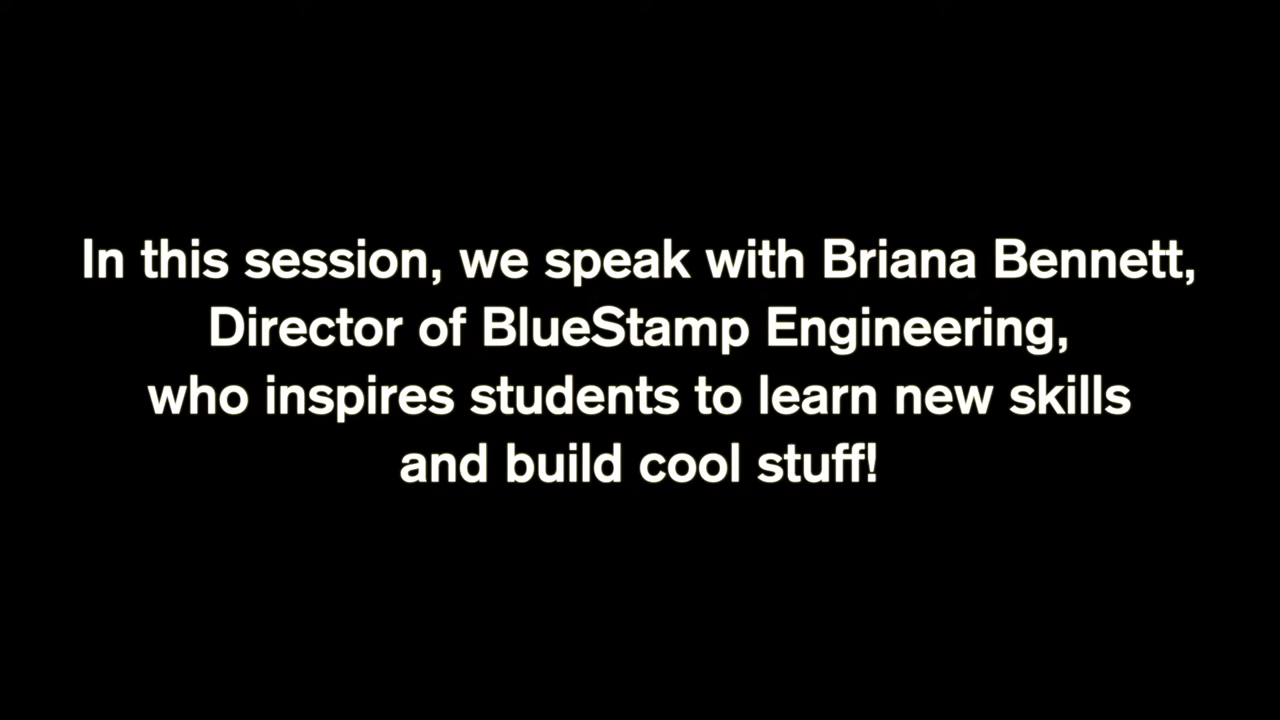 In this session, we speak with Briana Bennett,
Director of BlueStamp Engineering,
who inspires students to learn new skills
and build cool stuff!